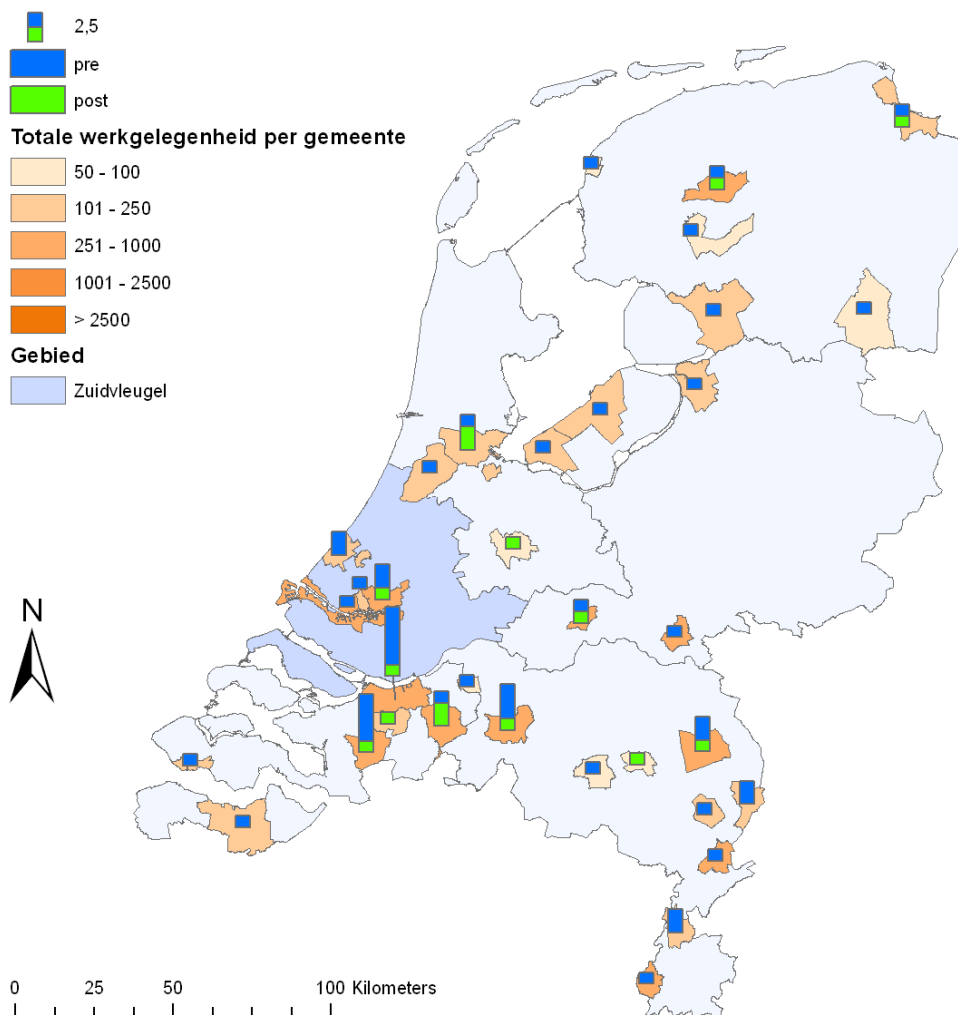 2,5
pre
post
Totale werkgelegenheid per gemeente
50 - 100
101 - 250
251 - 1000
1001 - 2500
> 2500
Gebied
Zuidvleugel
N
0 25 50 100 Kilometers